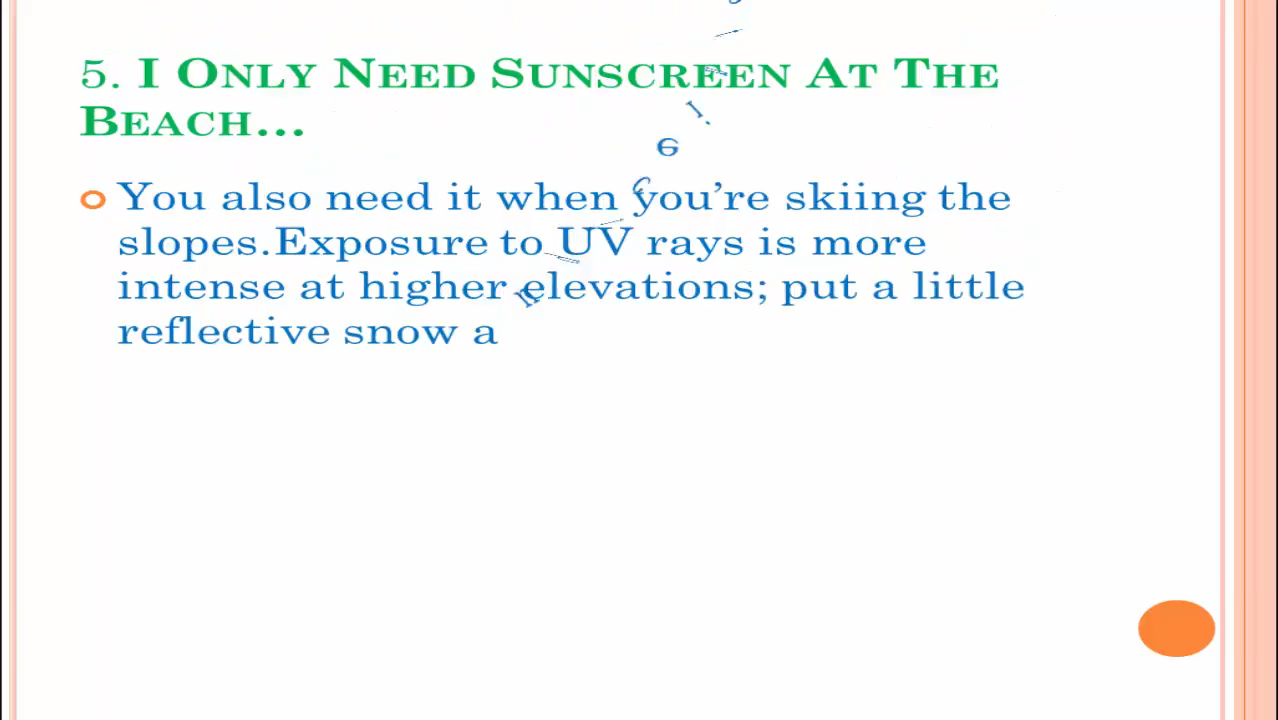 5. I ONLY NEED SUNSCREEN AT THE
BEACH...
You also need it when you're skiing the
slopes.Exposure to UV rays is more
intense at higher elevations; put a little
reflective snow a